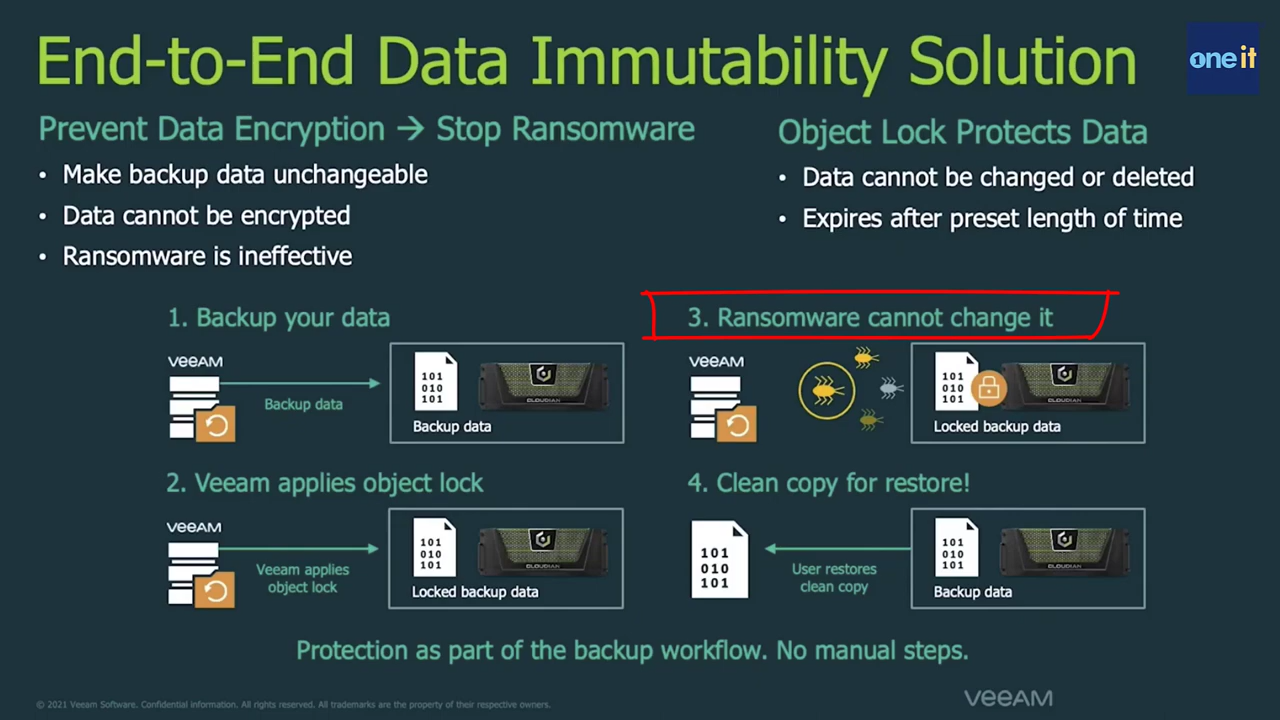 End-to-End Data Immutability Solution
one it
Prevent Data Encryption → Stop Ransomware
• Make backup data unchangeable
• Data cannot be encrypted
• Ransomware is ineffective
Object Lock Protects Data
• Data cannot be changed or deleted
• Expires after preset length of time
1. Backup your data
veeam
Backup data
101
010
101
CLOUDIAN
Backup data
3. Ransomware cannot change it
veeam
101
010
101
CLOUDIAN
Locked backup data
2. Veeam applies object lock
veeam
Veeam applies
object lock
101
010
101
CLOUDIAN
Locked backup data
4. Clean copy for restore!
101
010
101
User restores
clean copy
101
010
101
CLOUDIAN
Backup data
Protection as part of the backup workflow. No manual steps.
© 2021 Veeam Software. Confidential information. All rights reserved. All trademarks are the property of their respective owners.
veeam